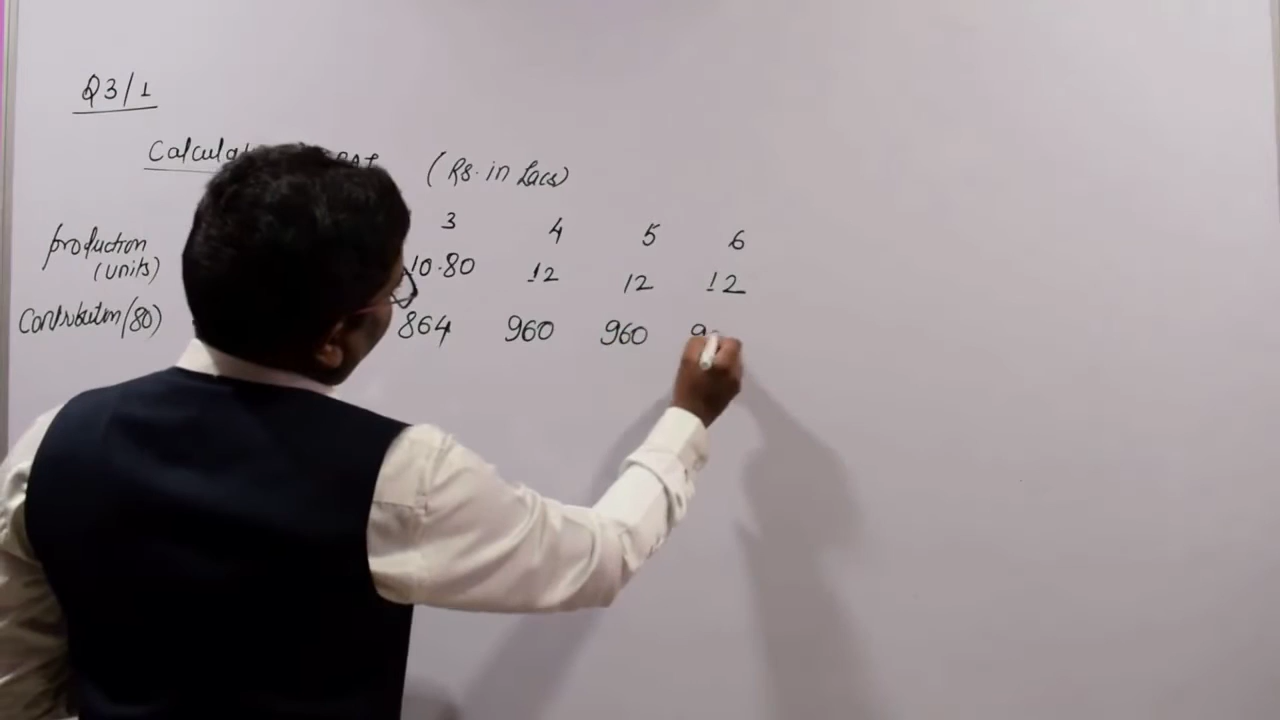 Q3/1
(Rs. in Lacs)
3 4 5 6
production
(units) 10.80 12 12 12
Contribution (80) 864 960 960